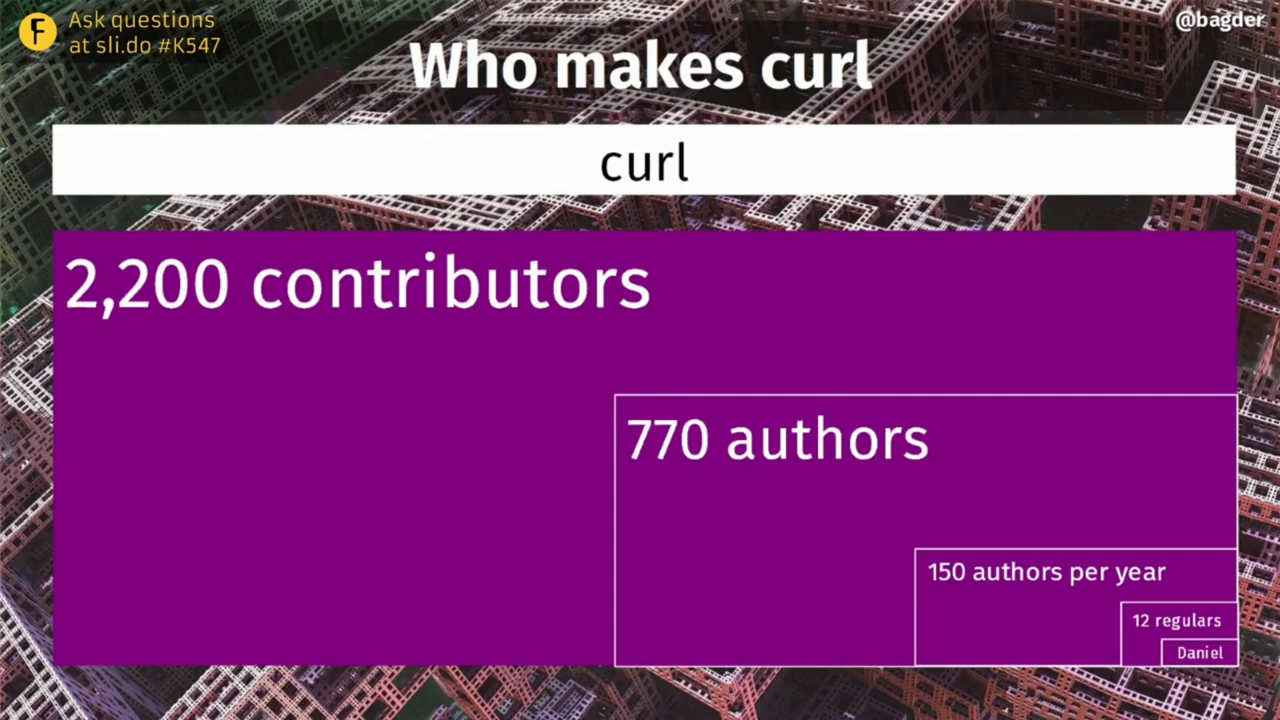 F
Ask questions
at sli.do #K547
@bagder
Who makes curl
curl
2,200 contributors
770 authors
150 authors per year
12 regulars
Daniel